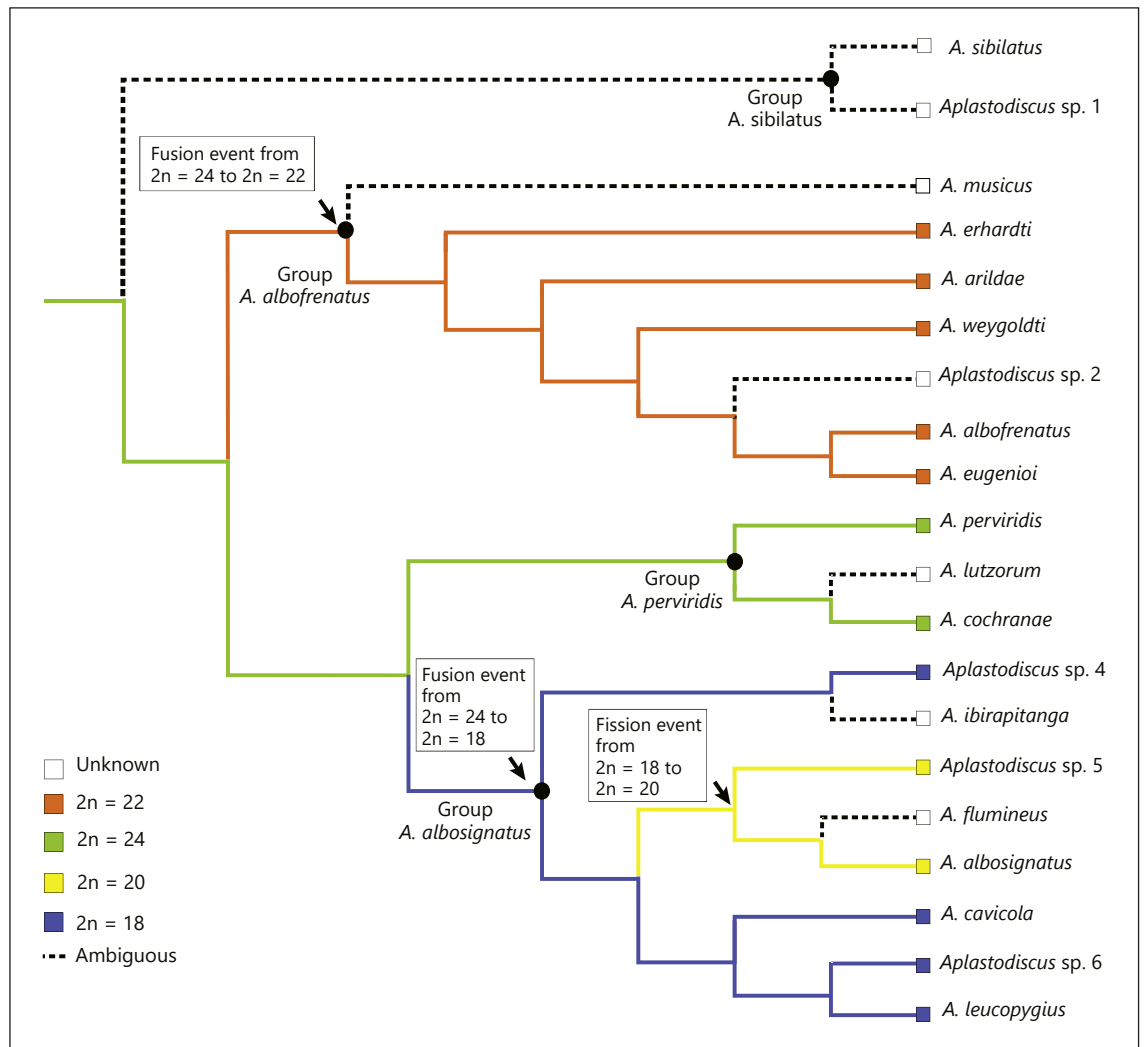 A. sibilatus
Group
A. sibilatus
Aplastodiscus sp. 1
Fusion event from
2n = 24 to 2n = 22
A. musicus
A. erhardti
Group
A. albofrenatus
A. arildae
A. weygoldti
Aplastodiscus sp. 2
A. albofrenatus
A. eugenioi
A. perviridis
Group
A. perviridis
A. lutzorum
A. cochranae
Fusion event
from
2n = 24 to
2n = 18
Aplastodiscus sp. 4
A. ibirapitanga
Fission event
from
2n = 18 to
2n = 20
Group
A. albosignatus
Aplastodiscus sp. 5
A. flumineus
A. albosignatus
A. cavicola
Aplastodiscus sp. 6
A. leucopygius
Unknown
2n = 22
2n = 24
2n = 20
2n = 18
Ambiguous